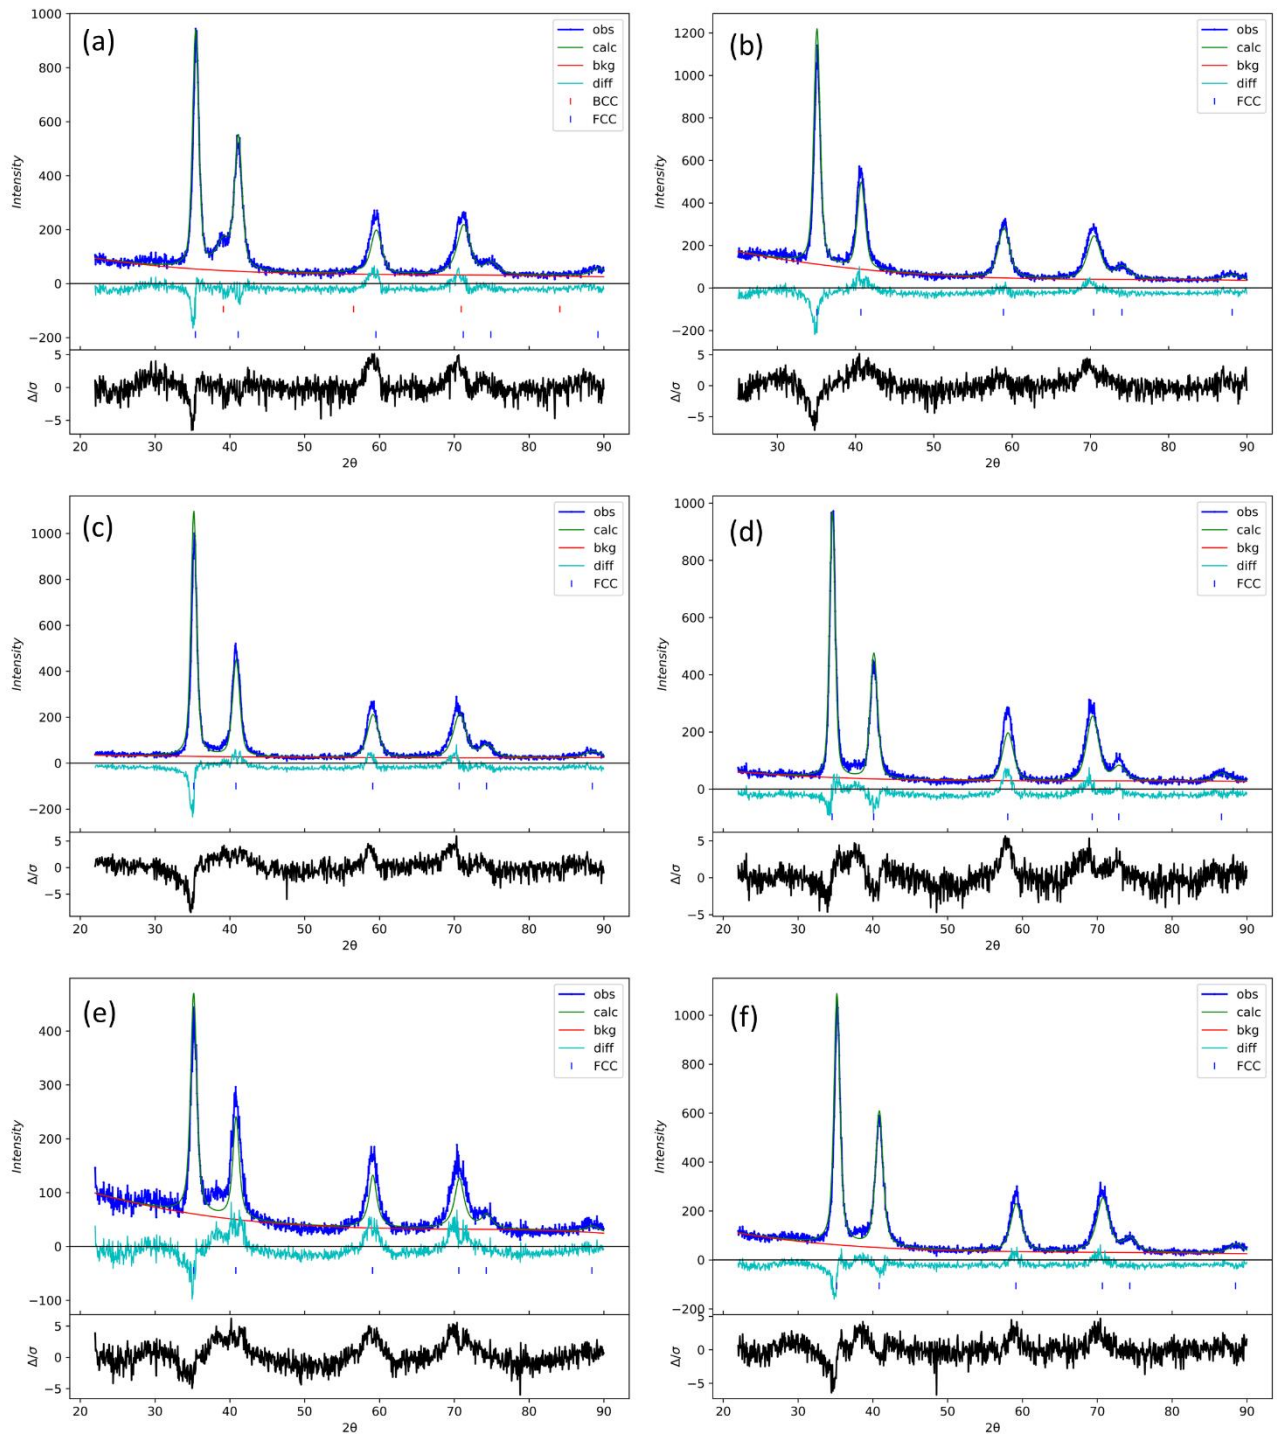 (a)
1000
800
600
400
200
0
−200
Intensity
obs
calc
bkg
diff
BCC
FCC
5
0
−5
Δ/σ
20 30 40 50 60 70 80 90
2θ
(b)
1200
1000
800
600
400
200
0
−200
Intensity
obs
calc
bkg
diff
FCC
5
0
−5
Δ/σ
30 40 50 60 70 80 90
2θ
(c)
1000
800
600
400
200
0
−200
Intensity
obs
calc
bkg
diff
FCC
5
0
−5
Δ/σ
20 30 40 50 60 70 80 90
2θ
(d)
1000
800
600
400
200
0
Intensity
obs
calc
bkg
diff
FCC
5
0
−5
Δ/σ
20 30 40 50 60 70 80 90
2θ
(e)
400
300
200
100
0
−100
Intensity
obs
calc
bkg
diff
FCC
5
0
−5
Δ/σ
20 30 40 50 60 70 80 90
2θ
(f)
1000
800
600
400
200
0
−200
Intensity
obs
calc
bkg
diff
FCC
5
0
−5
Δ/σ
20 30 40 50 60 70 80 90
2θ